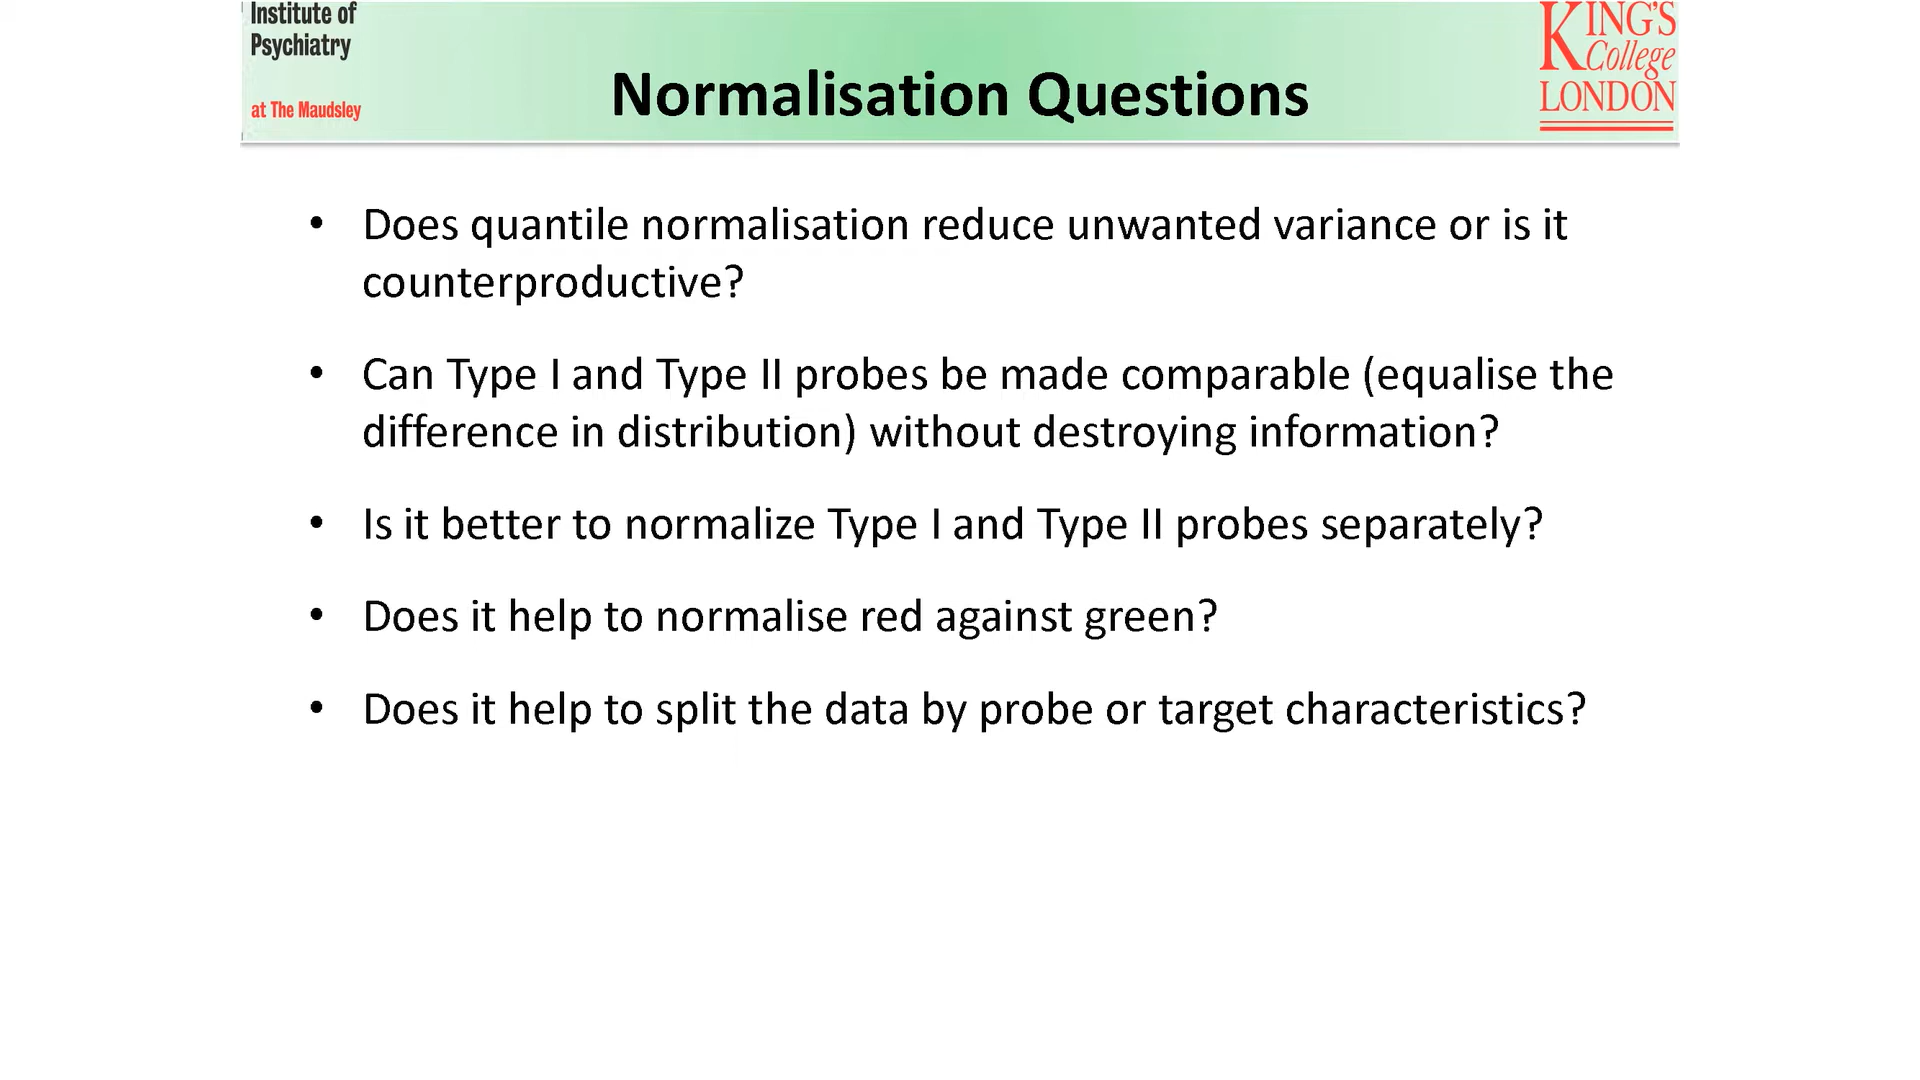 Institute of
Psychiatry
at The Maudsley
Normalisation Questions
KING'S
College
LONDON
• Does quantile normalisation reduce unwanted variance or is it
counterproductive?
• Can Type I and Type II probes be made comparable (equalise the
difference in distribution) without destroying information?
• Is it better to normalize Type I and Type II probes separately?
• Does it help to normalise red against green?
• Does it help to split the data by probe or target characteristics?